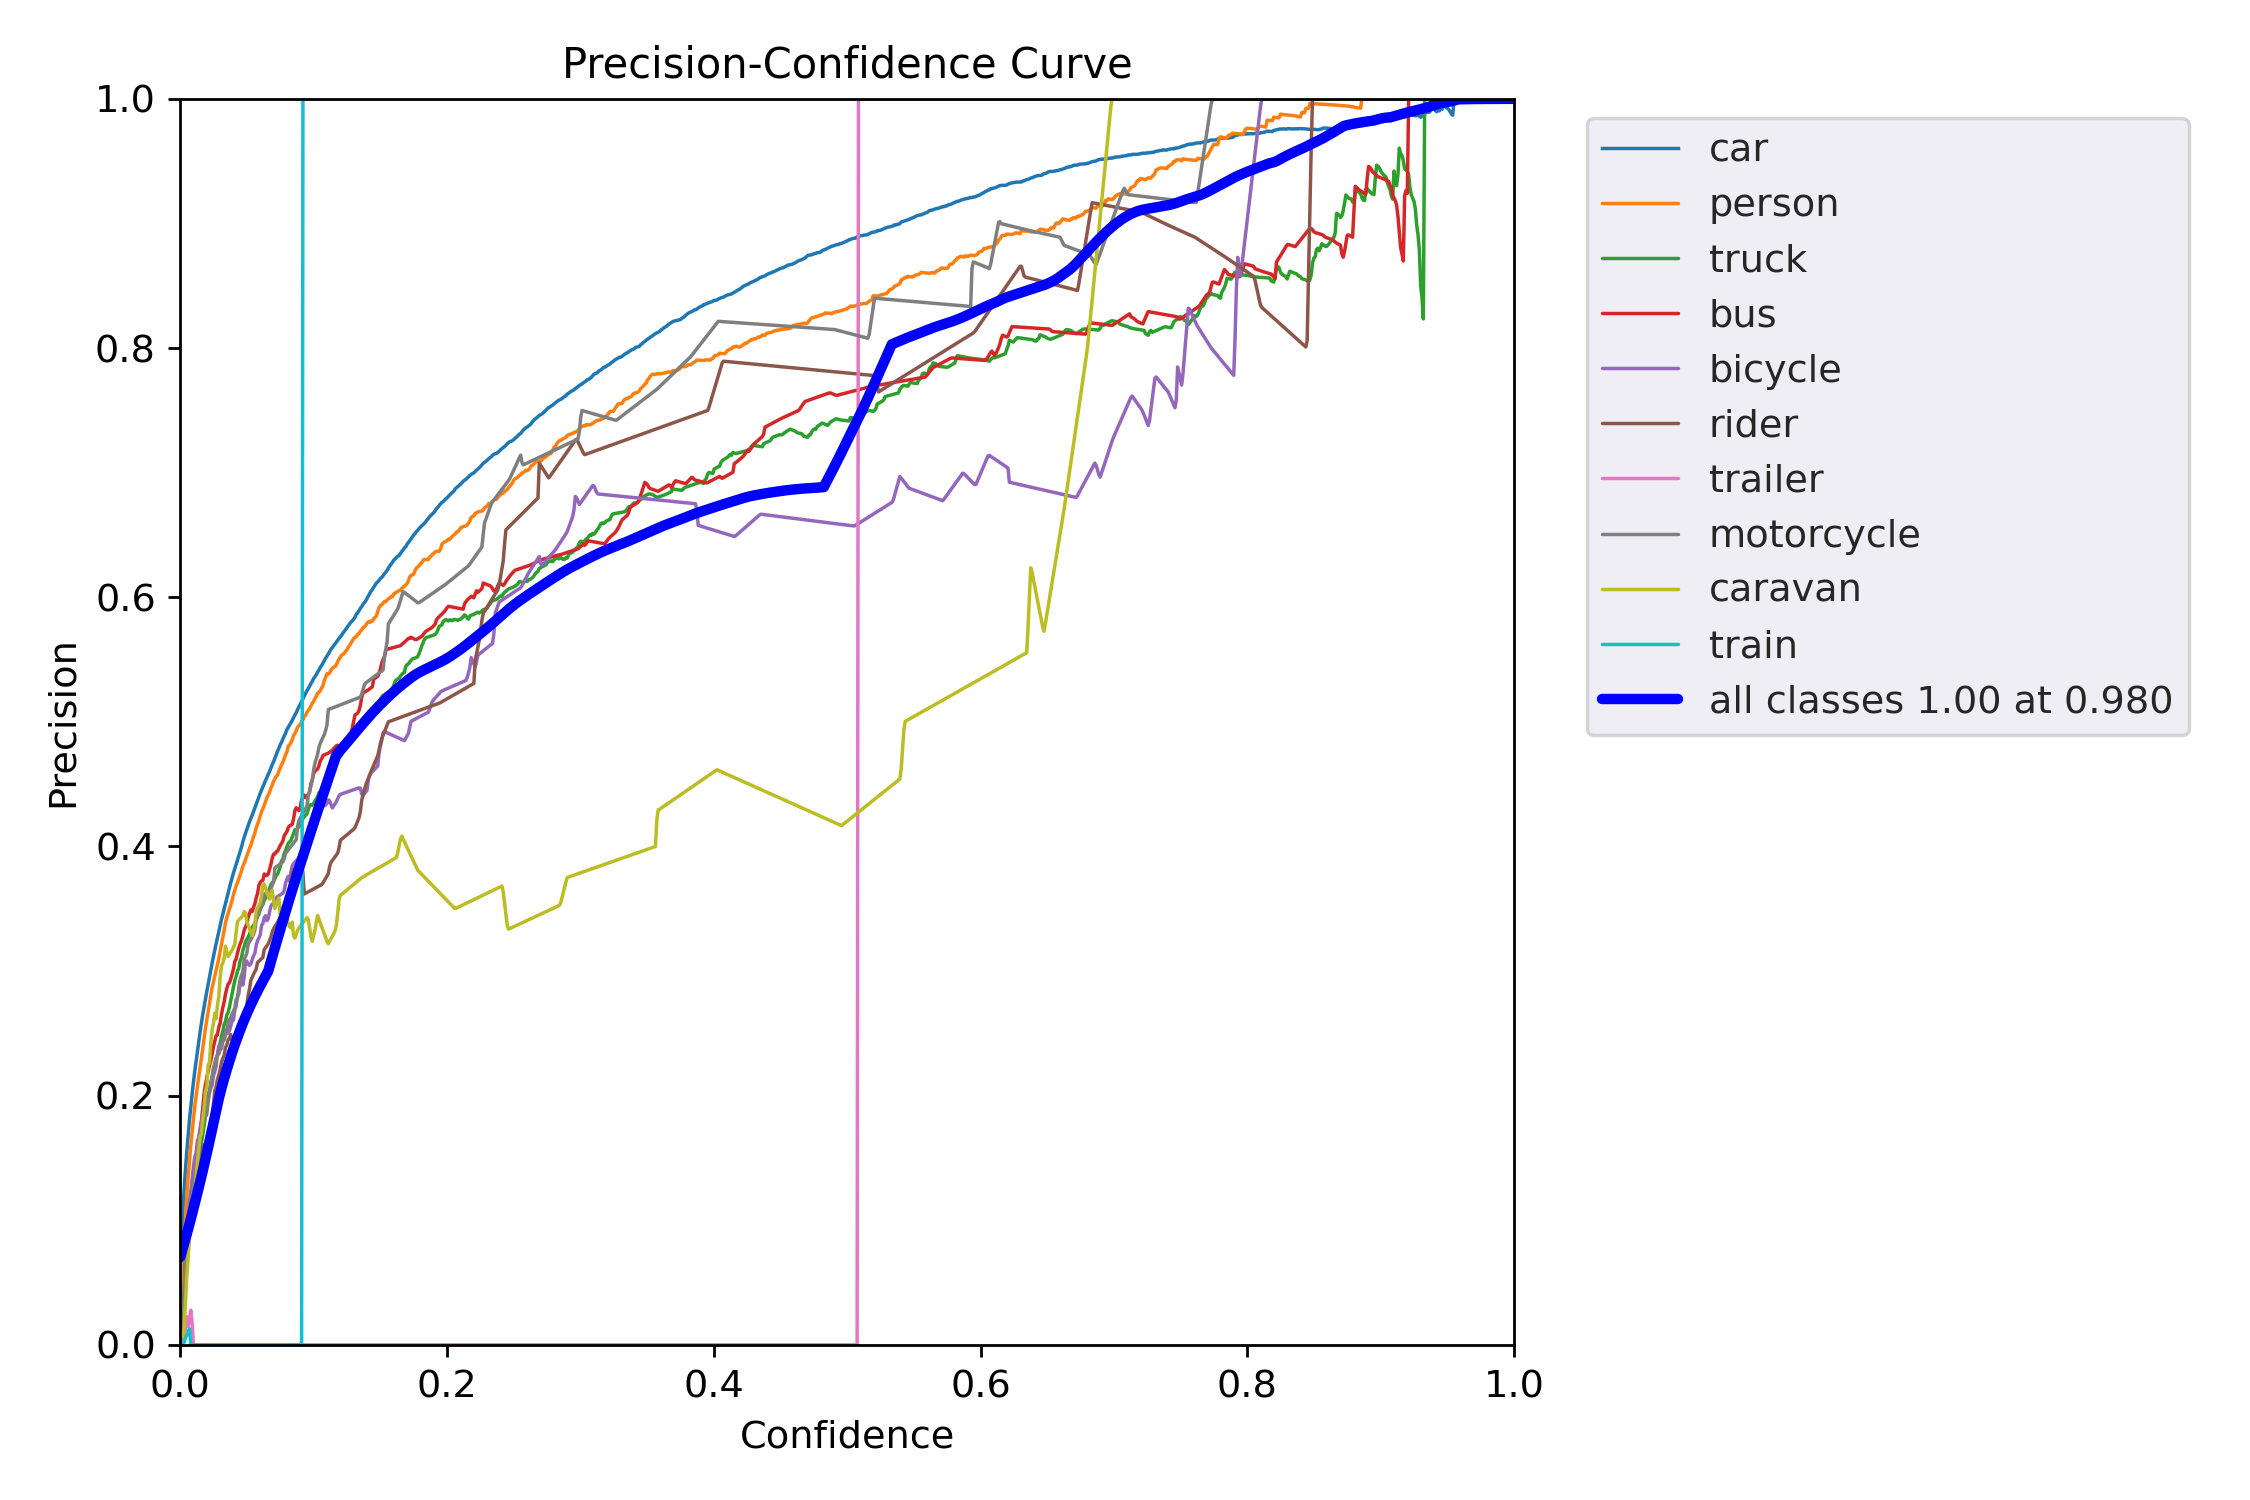 Precision-Confidence Curve
1.0
0.8
0.6
0.4
0.2
0.0
Precision
0.0 0.2 0.4 0.6 0.8 1.0
Confidence
car
person
truck
bus
bicycle
rider
trailer
motorcycle
caravan
train
all classes 1.00 at 0.980